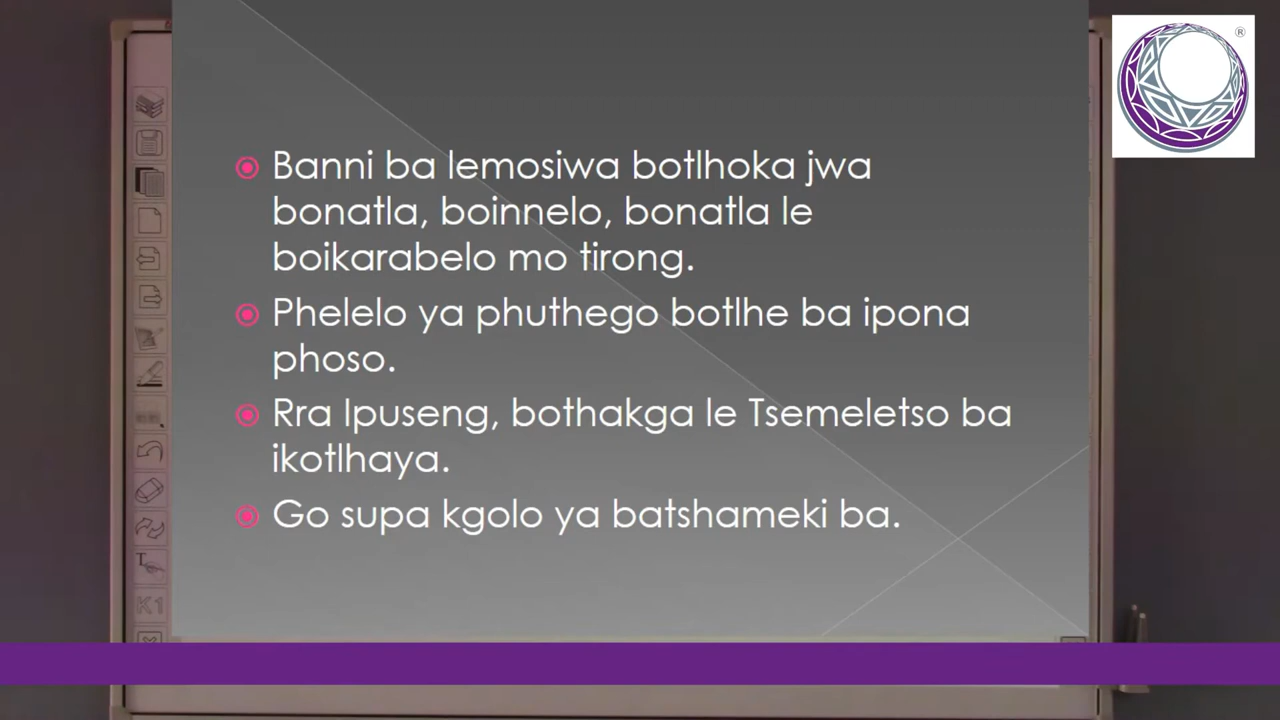 ®
Banni ba lemosiwa botlhoka jwa
bonatla, boinnelo, bonatla le
boikarabelo mo tirong.
Phelelo ya phuthego botlhe ba ipona
phoso.
Rra Ipuseng, bothakga le Tsemeletso ba
ikotlhaya.
Go supa kgolo ya batshameki ba.
T
K1